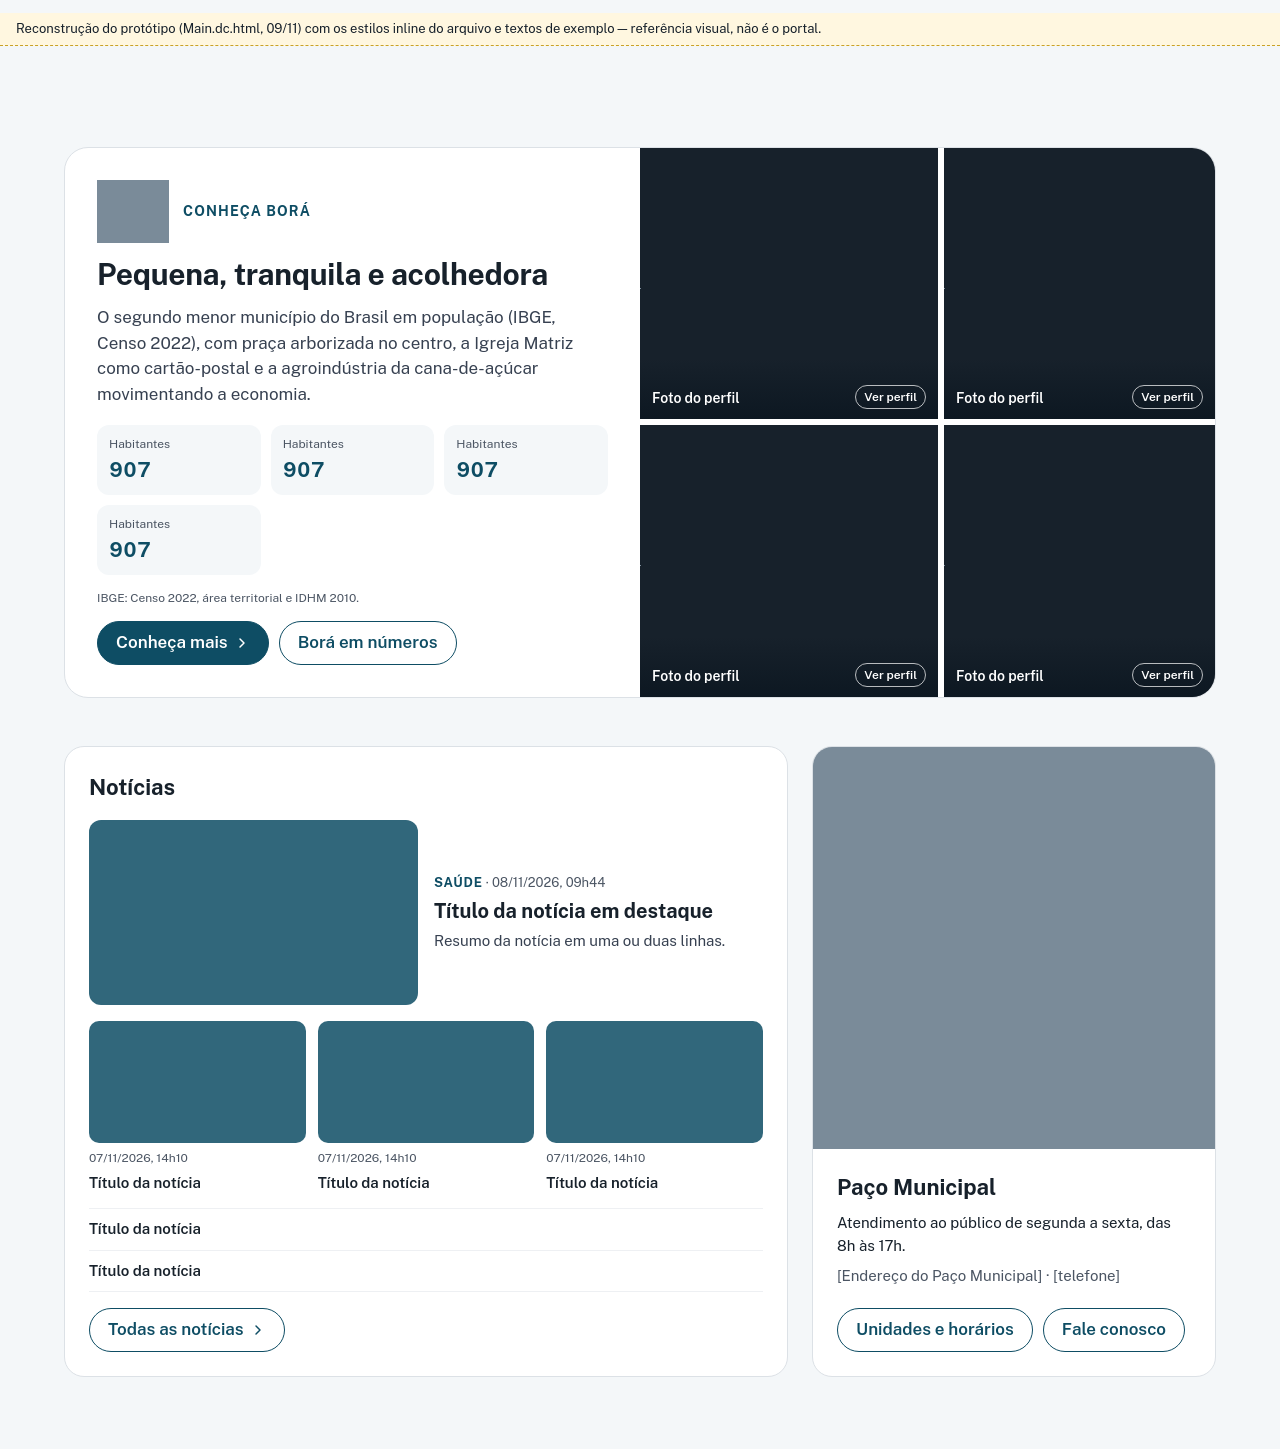 Reconstrução do protótipo (Main.dc.html, 09/11) com os estilos inline do arquivo e textos de exemplo — referência visual, não é o portal.
CONHEÇA BORÁ
Pequena, tranquila e acolhedora
O segundo menor município do Brasil em população (IBGE,
Censo 2022), com praça arborizada no centro, a Igreja Matriz
como cartão-postal e a agroindústria da cana-de-açúcar
movimentando a economia.
Habitantes
907
Habitantes
907
Habitantes
907
Habitantes
907
IBGE: Censo 2022, área territorial e IDHM 2010.
Conheça mais
Borá em números
Foto do perfil
Ver perfil
Foto do perfil
Ver perfil
Foto do perfil
Ver perfil
Foto do perfil
Ver perfil
Notícias
SAÚDE · 08/11/2026, 09h44
Título da notícia em destaque
Resumo da notícia em uma ou duas linhas.
07/11/2026, 14h10
Título da notícia
07/11/2026, 14h10
Título da notícia
07/11/2026, 14h10
Título da notícia
Título da notícia
Título da notícia
Todas as notícias
Paço Municipal
Atendimento ao público de segunda a sexta, das
8h às 17h.
[Endereço do Paço Municipal] · [telefone]
Unidades e horários
Fale conosco